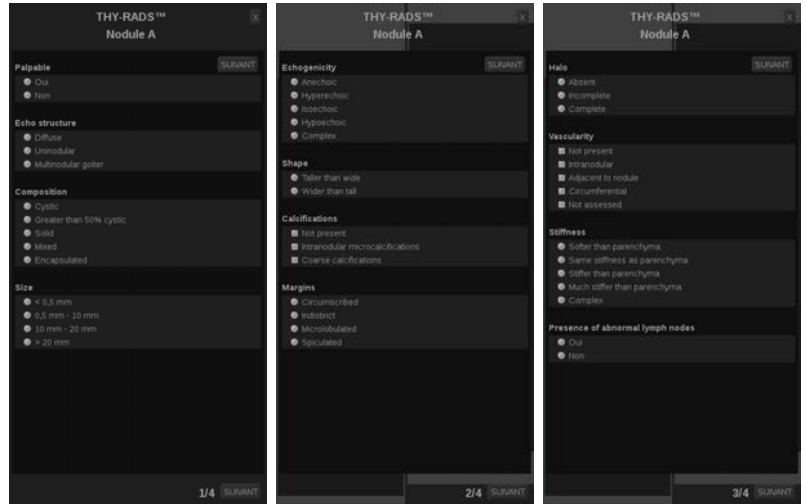 THY-RADS™
X
Nodule A
SUIVANT
Palpable
Oui
Non
Echo structure
Diffuse
Uninodular
Multinodular goiter
Composition
Cystic
Greater than 50% cystic
Solid
Mixed
Encapsulated
Size
< 0,5 mm
0,5 mm - 10 mm
10 mm - 20 mm
> 20 mm
1/4 SUIVANT
THY-RADS™
X
Nodule A
SUIVANT
Echogenicity
Anechoic
Hyperechoic
Isoechoic
Hypoechoic
Complex
Shape
Taller than wide
Wider than tall
Calcifications
Not present
Intranodular microcalcifications
Coarse calcifications
Margins
Circumscribed
Indistinct
Microlobulated
Spiculated
2/4 SUIVANT
THY-RADS™
X
Nodule A
SUIVANT
Halo
Absent
Incomplete
Complete
Vascularity
Not present
Intranodular
Adjacent to nodule
Circumferential
Not assessed
Stiffness
Softer than parenchyma
Same stiffness as parenchyma
Stiffer than parenchyma
Much stiffer than parenchyma
Complex
Presence of abnormal lymph nodes
Oui
Non
3/4 SUIVANT